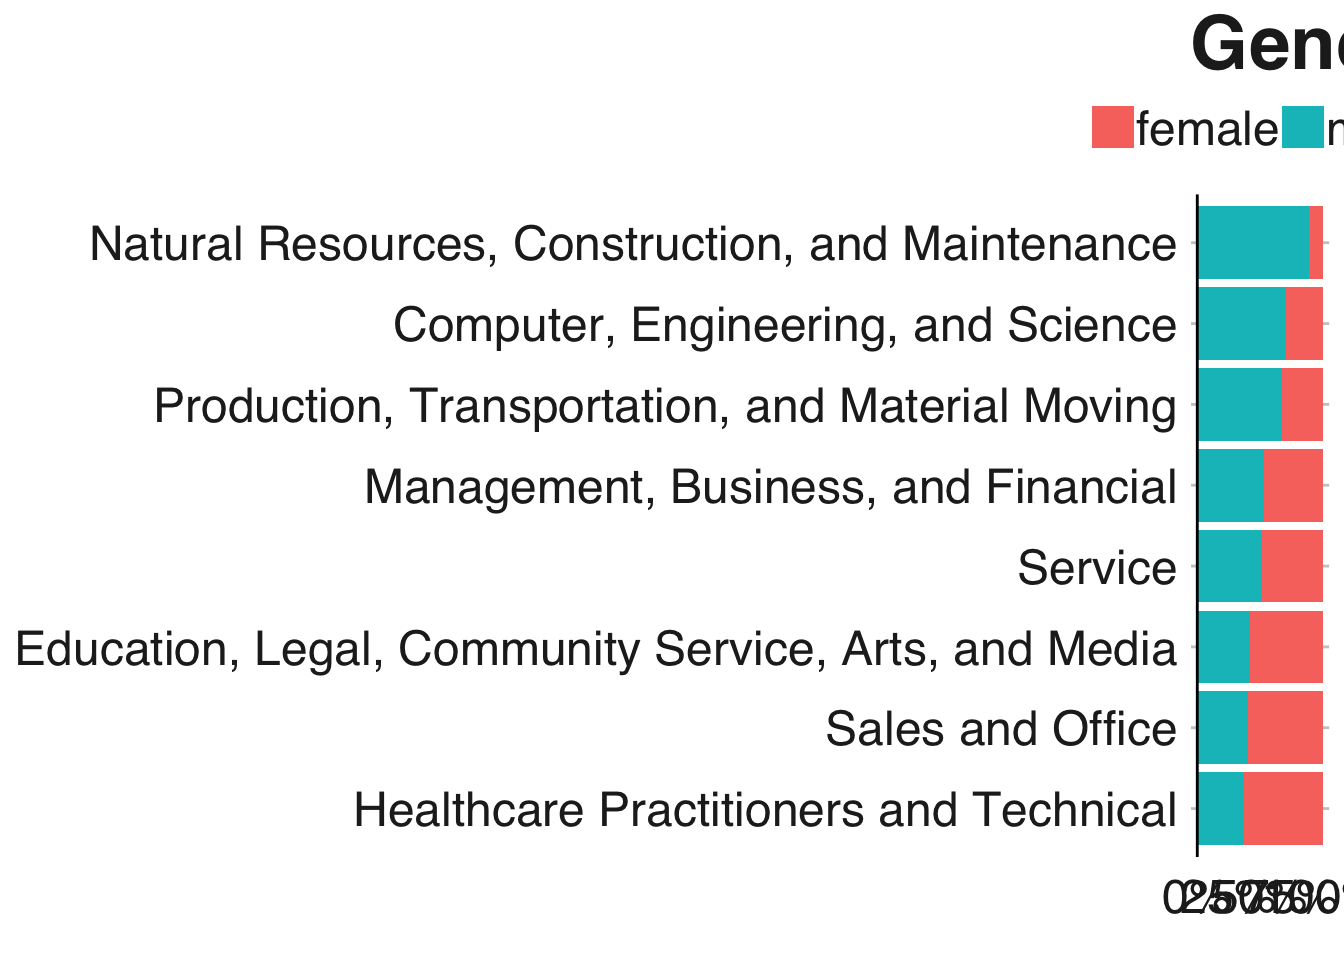 Gen
female
Natural Resources, Construction, and Maintenance
Computer, Engineering, and Science
Production, Transportation, and Material Moving
Management, Business, and Financial
Service
Education, Legal, Community Service, Arts, and Media
Sales and Office
Healthcare Practitioners and Technical